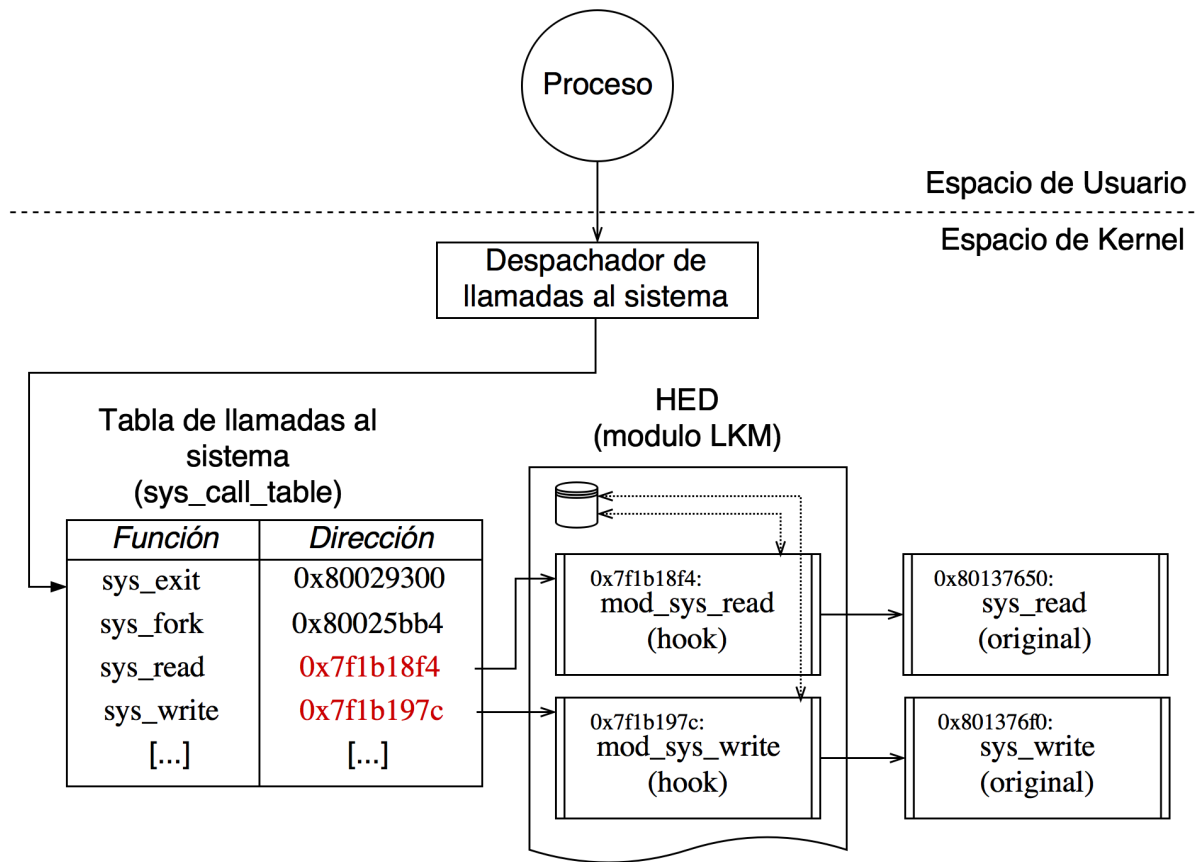 Proceso
Espacio de Usuario
Espacio de Kernel
Despachador de
llamadas al sistema
HED
(modulo LKM)
Tabla de llamadas al
sistema
(sys_call_table)
Función Dirección
sys_exit 0x80029300
sys_fork 0x80025bb4
sys_read 0x7f1b18f4
sys_write 0x7f1b197c
[...] [...]
0x7f1b18f4:
mod_sys_read
(hook)
0x80137650:
sys_read
(original)
0x7f1b197c:
mod_sys_write
(hook)
0x801376f0:
sys_write
(original)